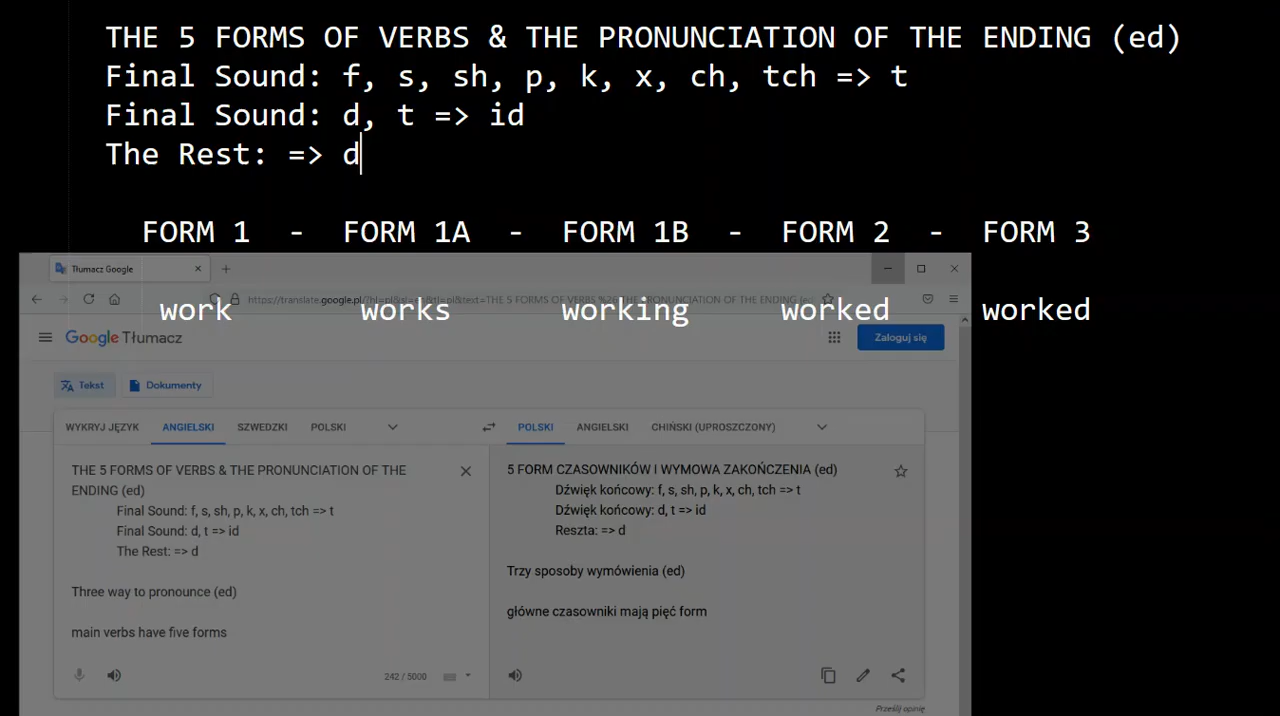 THE 5 FORMS OF VERBS & THE PRONUNCIATION OF THE ENDING (ed)
Final Sound: f, s, sh, p, k, x, ch, tch => t
Final Sound: d, t => id
The Rest: => d
FORM 1 - FORM 1A - FORM 1B - FORM 2 - FORM 3
Tłumacz Google
work works working worked worked
Google Tłumacz
Zaloguj się
Tekst Dokumenty
WYKRYJ JĘZYK ANGIELSKI SZWEDZKI POLSKI POLSKI ANGIELSKI CHIŃSKI (UPROSZCZONY)
THE 5 FORMS OF VERBS & THE PRONUNCIATION OF THE
ENDING (ed)
Final Sound: f, s, sh, p, k, x, ch, tch => t
Final Sound: d, t => id
The Rest: => d
Three way to pronounce (ed)
main verbs have five forms
242 / 5000
5 FORM CZASOWNIKÓW I WYMOWA ZAKOŃCZENIA (ed)
Dźwięk końcowy: f, s, sh, p, k, x, ch, tch => t
Dźwięk końcowy: d, t => id
Reszta: => d
Trzy sposoby wymówienia (ed)
główne czasowniki mają pięć form
Prześlij opinię